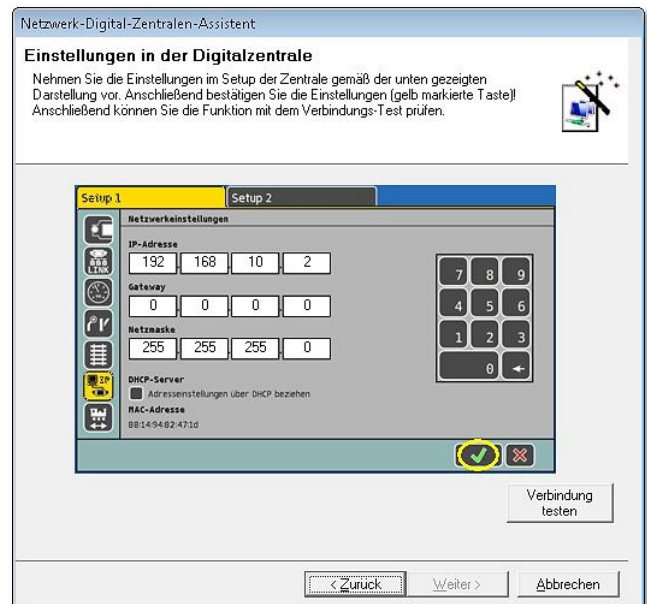 Netzwerk-Digital-Zentralen-Assistent
Einstellungen in der Digitalzentrale
Nehmen Sie die Einstellungen im Setup der Zentrale gemäß der unten gezeigten
Darstellung vor. Anschließend bestätigen Sie die Einstellungen (gelb markierte Taste)!
Anschließend können Sie die Funktion mit dem Verbindungs-Test prüfen.
Setup 1 Setup 2
Netzwerkeinstellungen
IP-Adresse
192 . 168 . 10 . 2
Gateway
0 . 0 . 0 . 0
Netzmaske
255 . 255 . 255 . 0
DHCP-Server
Adresseinstellungen über DHCP beziehen
MAC-Adresse
88:14:94:82:47:1d
LINK
IP
7 8 9
4 5 6
1 2 3
0 ←
Verbindung
testen
< Zurück Weiter > Abbrechen